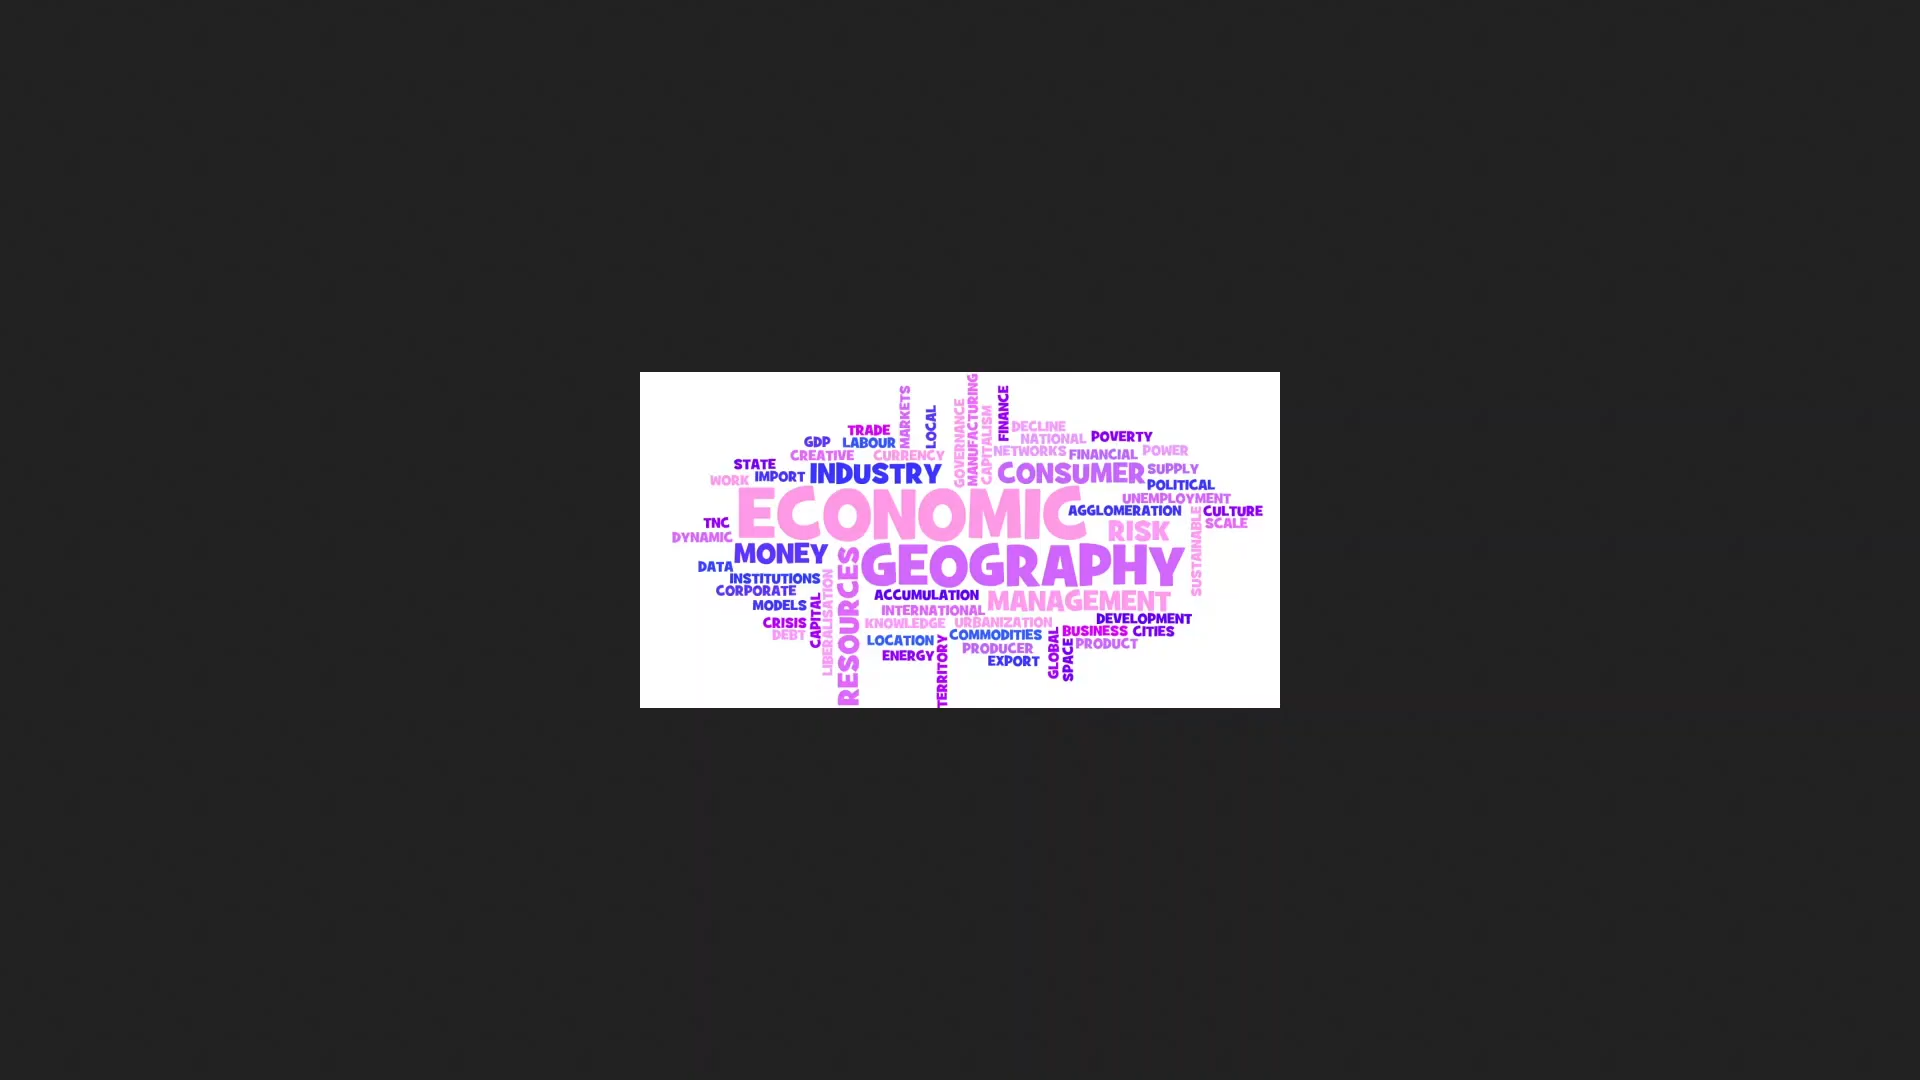 MARKETS
LOCAL
GOVERNANCE
MANUFACTURING
CAPITALISM
FINANCE
TRADE
DECLINE
GDP
LABOUR
NATIONAL
POVERTY
CREATIVE
CURRENCY
NETWORKS
FINANCIAL
POWER
STATE
WORK
IMPORT
INDUSTRY
CONSUMER
SUPPLY
POLITICAL
UNEMPLOYMENT
ECONOMIC
AGGLOMERATION
CULTURE
TNC
RISK
SUSTAINABLE
SCALE
DYNAMIC
MONEY
RESOURCES
GEOGRAPHY
DATA
INSTITUTIONS
CORPORATE
LIBERALISATION
ACCUMULATION
MANAGEMENT
MODELS
CAPITAL
INTERNATIONAL
DEVELOPMENT
CRISIS
KNOWLEDGE
URBANIZATION
DEBT
LOCATION
COMMODITIES
GLOBAL
BUSINESS
CITIES
ENERGY
TERRITORY
PRODUCER
SPACE
PRODUCT
EXPORT